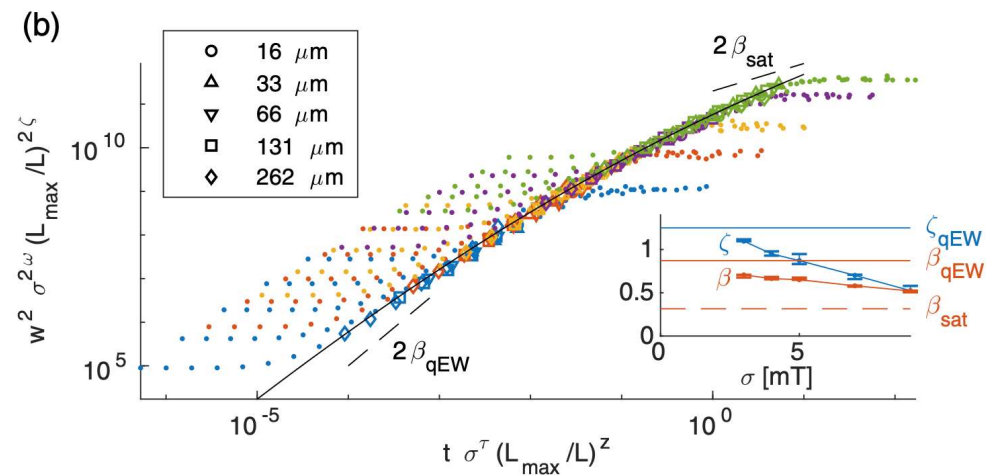 (b)
16 μm
33 μm
66 μm
131 μm
262 μm
2 β_sat
w² σ^{2ω} (L_max/L)^{2ζ}
10^10
10^5
2 β_qEW
10^-5
10^0
t σ^τ (L_max/L)^z
ζ
β
1
0.5
0
0
5
σ [mT]
ζ_qEW
β_qEW
β_sat